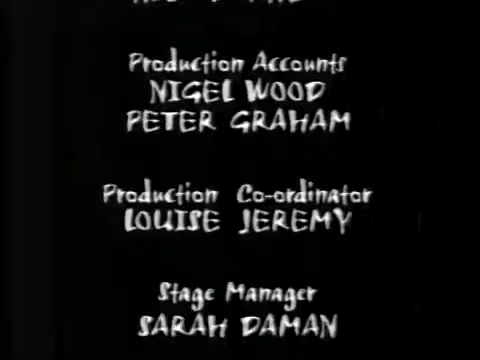 Production Accounts
NIGEL WOOD
PETER GRAHAM
Production Co-ordinator
LOUISE JEREMY
Stage Manager
SARAH DAMAN